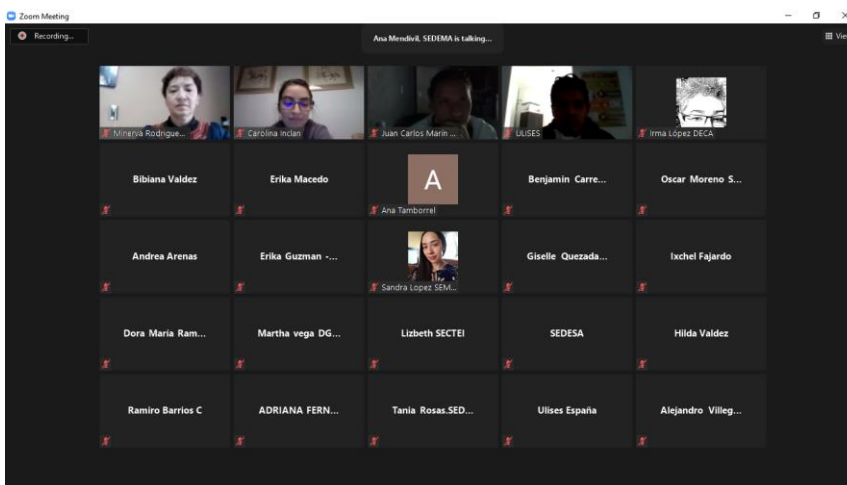 Zoom Meeting
Recording...
Ana Mendívil, SEDEMA is talking...
View
Minerva Rodrigue...
Carolina Inclan
Juan Carlos Marin ...
ULISES
Irma López DECA
Bibiana Valdez
Erika Macedo
A
Ana Tamborrel
Benjamin Carre...
Oscar Moreno S...
Andrea Arenas
Erika Guzman -...
Sandra Lopez SEM...
Giselle Quezada...
Ixchel Fajardo
Dora María Ram...
Martha vega DG...
Lizbeth SECTEI
SEDESA
Hilda Valdez
Ramiro Barrios C
ADRIANA FERN...
Tania Rosas.SED...
Ulises España
Alejandro Villeg...